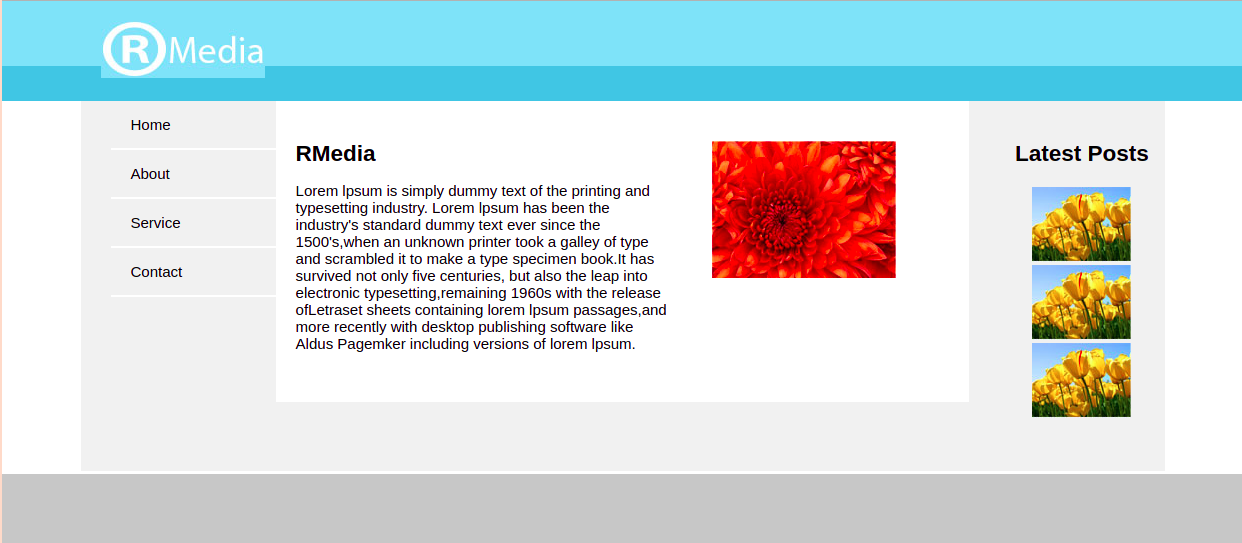 ® Media
Home
About
Service
Contact
RMedia
Lorem lpsum is simply dummy text of the printing and
typesetting industry. Lorem lpsum has been the
industry's standard dummy text ever since the
1500's,when an unknown printer took a galley of type
and scrambled it to make a type specimen book.It has
survived not only five centuries, but also the leap into
electronic typesetting,remaining 1960s with the release
ofLetraset sheets containing lorem lpsum passages,and
more recently with desktop publishing software like
Aldus Pagemker including versions of lorem lpsum.
Latest Posts